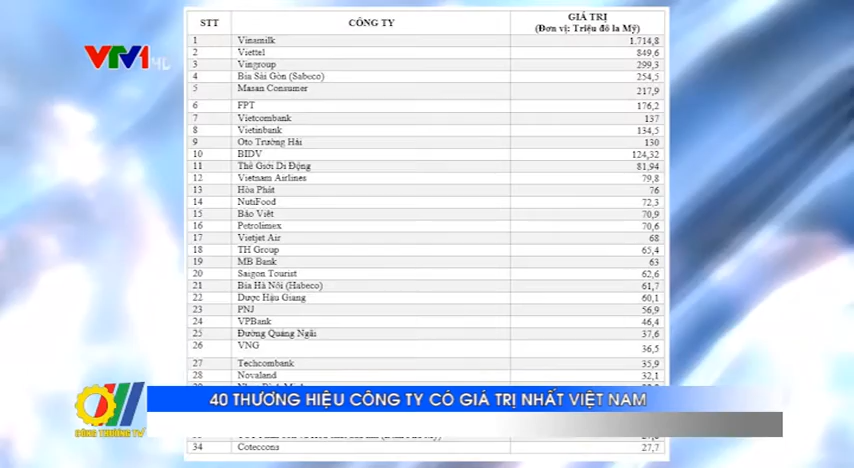 STT CÔNG TY GIÁ TRỊ
(Đơn vị: Triệu đô la Mỹ)
VTV1 HD
1 Vinamilk 1.714,8
2 Viettel 849,6
3 Vingroup 299,3
4 Bia Sài Gòn (Sabeco) 254,5
5 Masan Consumer 217,9
6 FPT 176,2
7 Vietcombank 137
8 Vietinbank 134,5
9 Oto Trường Hải 130
10 BIDV 124,32
11 Thế Giới Di Động 81,94
12 Vietnam Airlines 79,8
13 Hòa Phát 76
14 NutiFood 72,3
15 Bảo Việt 70,9
16 Petrolimex 70,6
17 Vietjet Air 68
18 TH Group 65,4
19 MB Bank 63
20 Saigon Tourist 62,6
21 Bia Hà Nội (Habeco) 61,7
22 Dược Hậu Giang 60,1
23 PNJ 56,9
24 VPBank 46,4
25 Đường Quảng Ngãi 37,6
26 VNG 36,5
27 Techcombank 35,9
28 Novaland 32,1
40 THƯƠNG HIỆU CÔNG TY CÓ GIÁ TRỊ NHẤT VIỆT NAM
CÔNG THƯƠNG TV
34 Coteccons 27,7